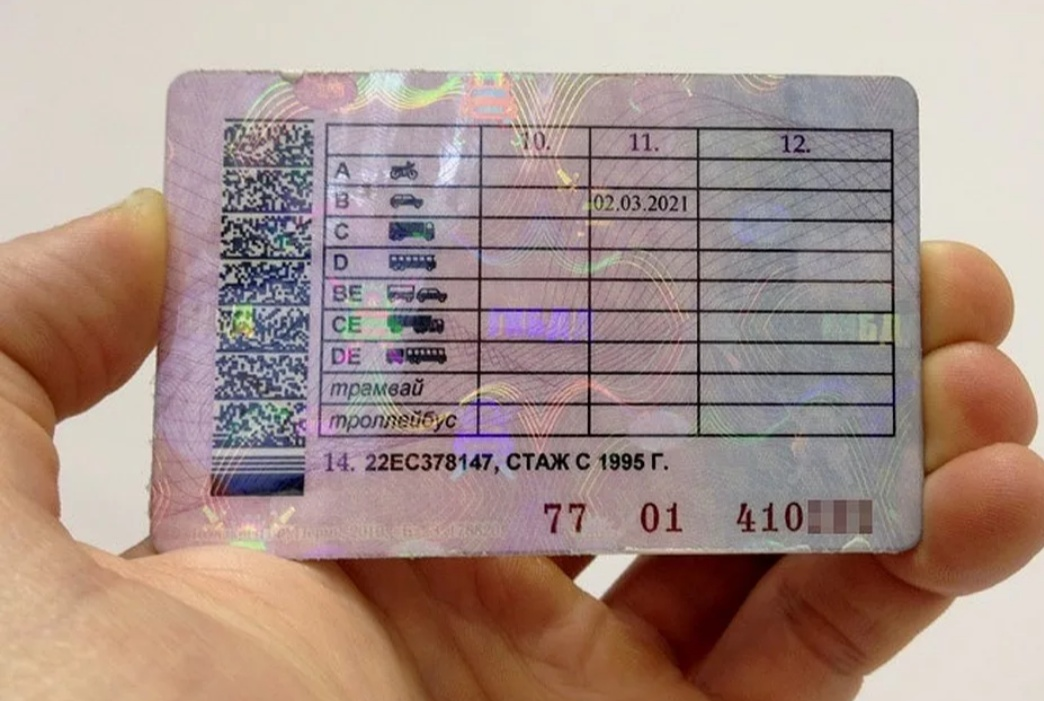 10. 11. 12.
A
B 02.03.2021
C
D
BE
CE
DE
трамвай
троллейбус
14. 22ЕС378147, СТАЖ С 1995 Г.
77 01 410